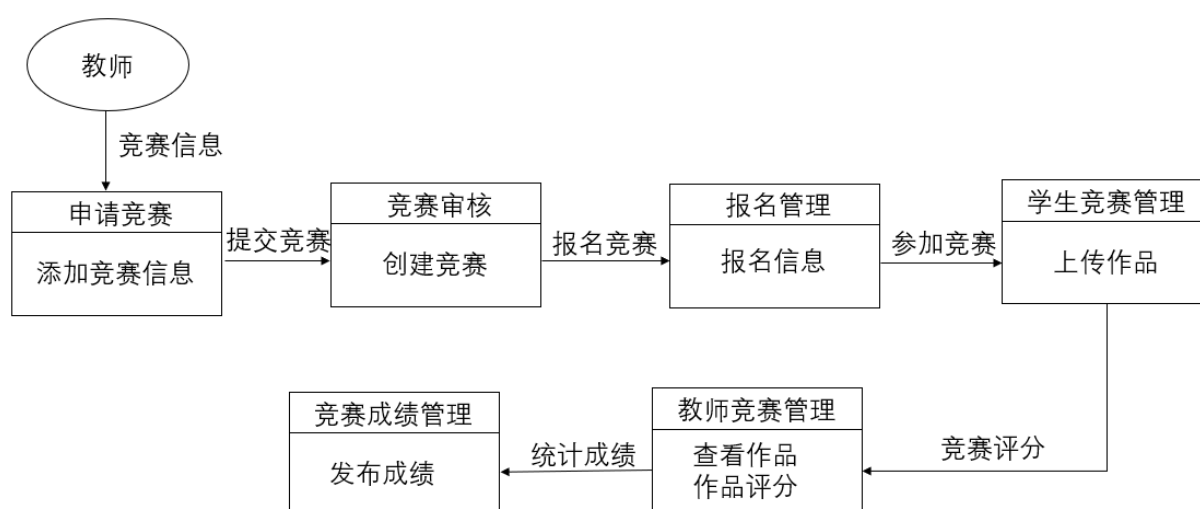 教师
竞赛信息
申请竞赛
添加竞赛信息
提交竞赛
竞赛审核
创建竞赛
报名竞赛
报名管理
报名信息
参加竞赛
学生竞赛管理
上传作品
竞赛评分
教师竞赛管理
查看作品
作品评分
统计成绩
竞赛成绩管理
发布成绩